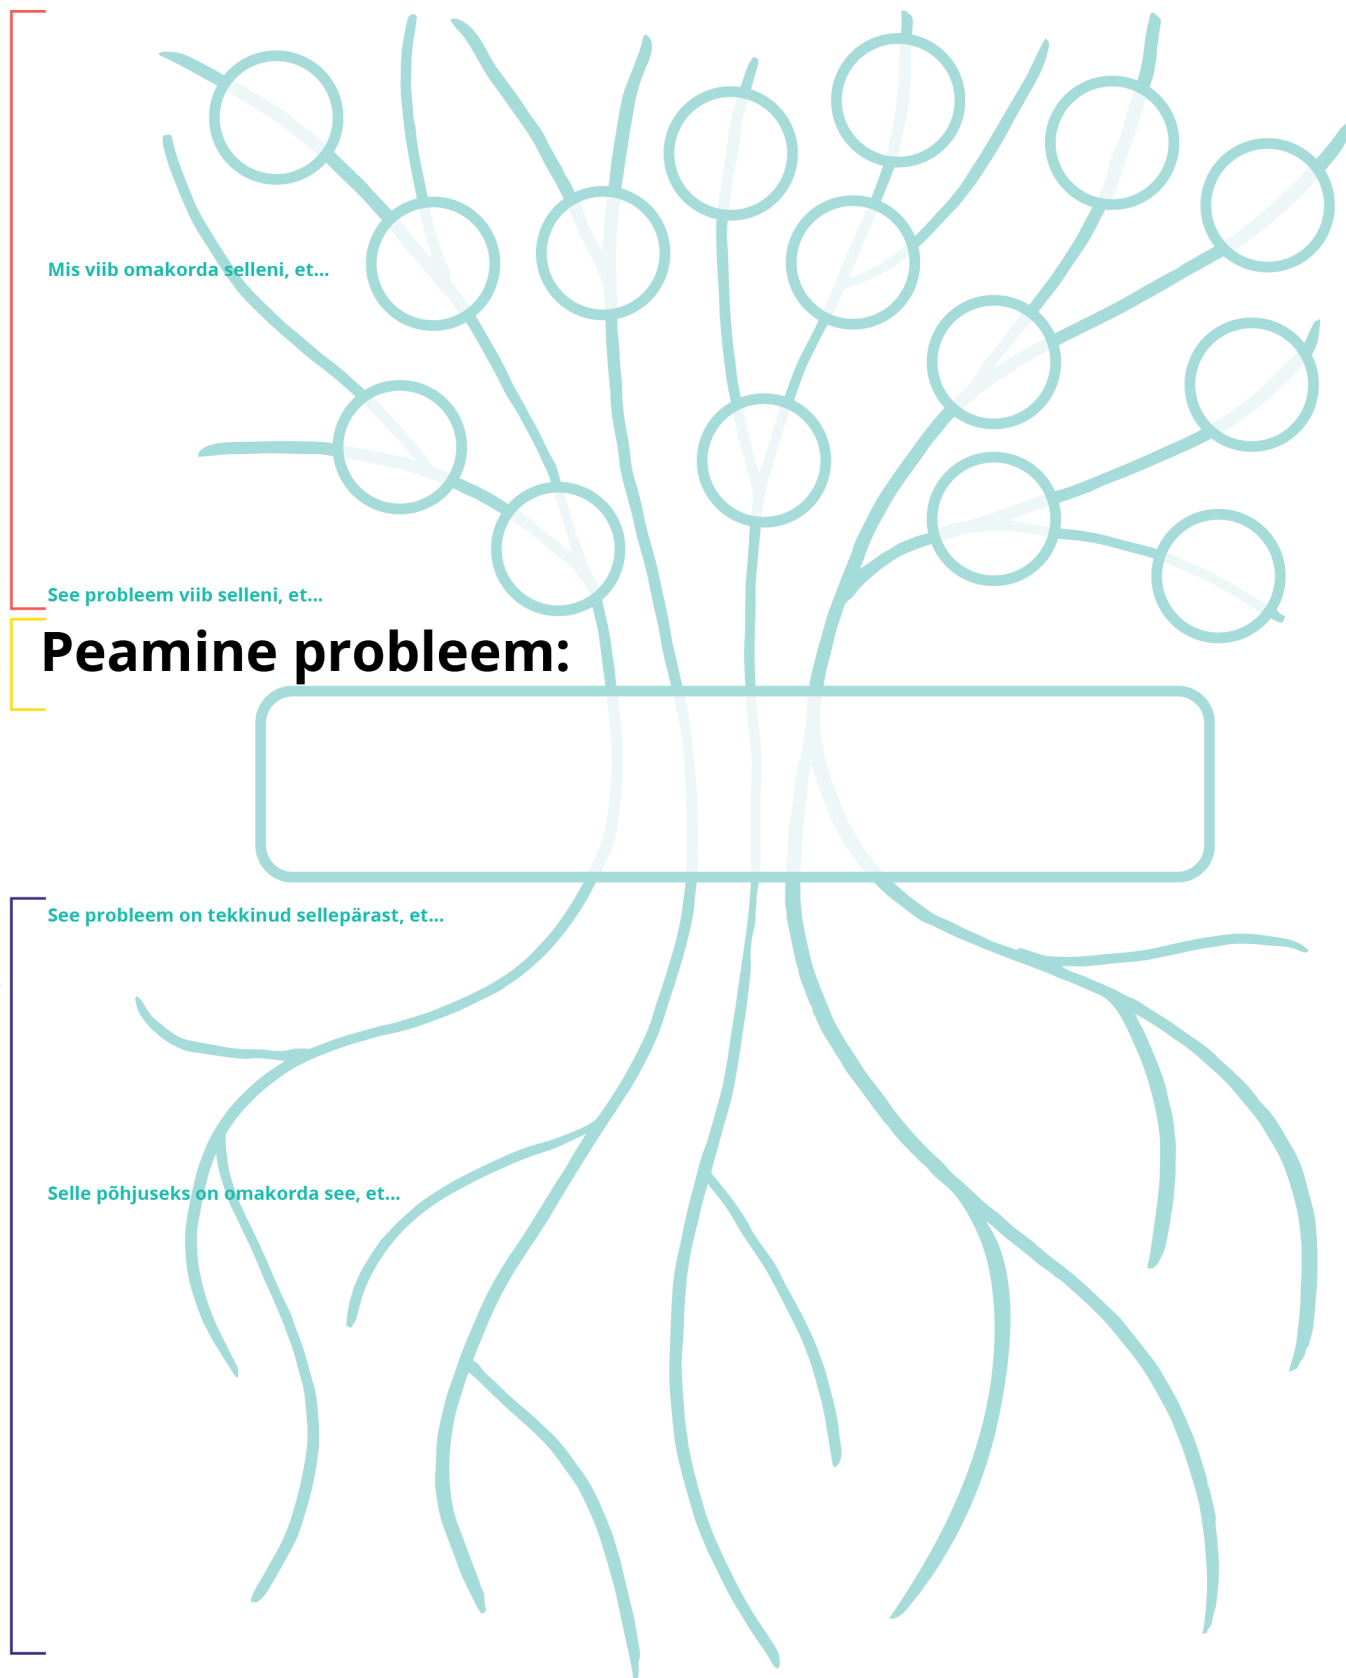 Mis viib omakorda selleni, et...
See probleem viib selleni, et...
Peamine probleem:
See probleem on tekkinud sellepärast, et...
Selle põhjuseks on omakorda see, et...